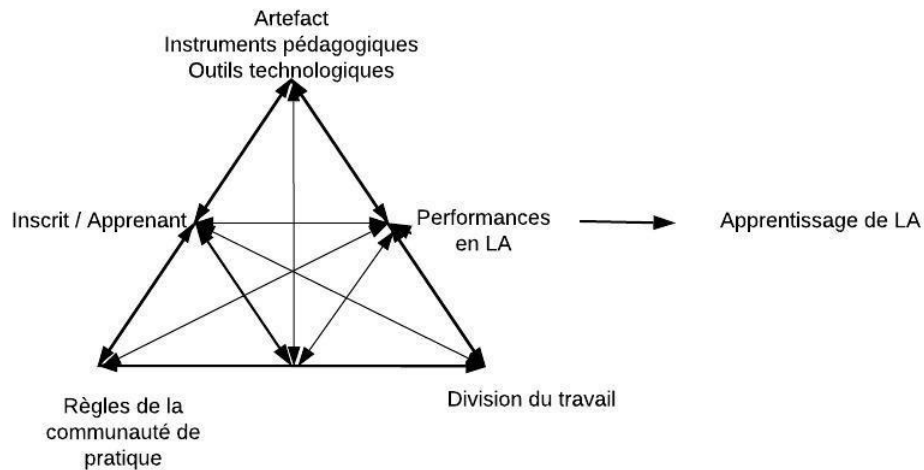 Artefact
Instruments pédagogiques
Outils technologiques
Inscrit / Apprenant
Performances
en LA
Apprentissage de LA
Règles de la
communauté de
pratique
Division du travail